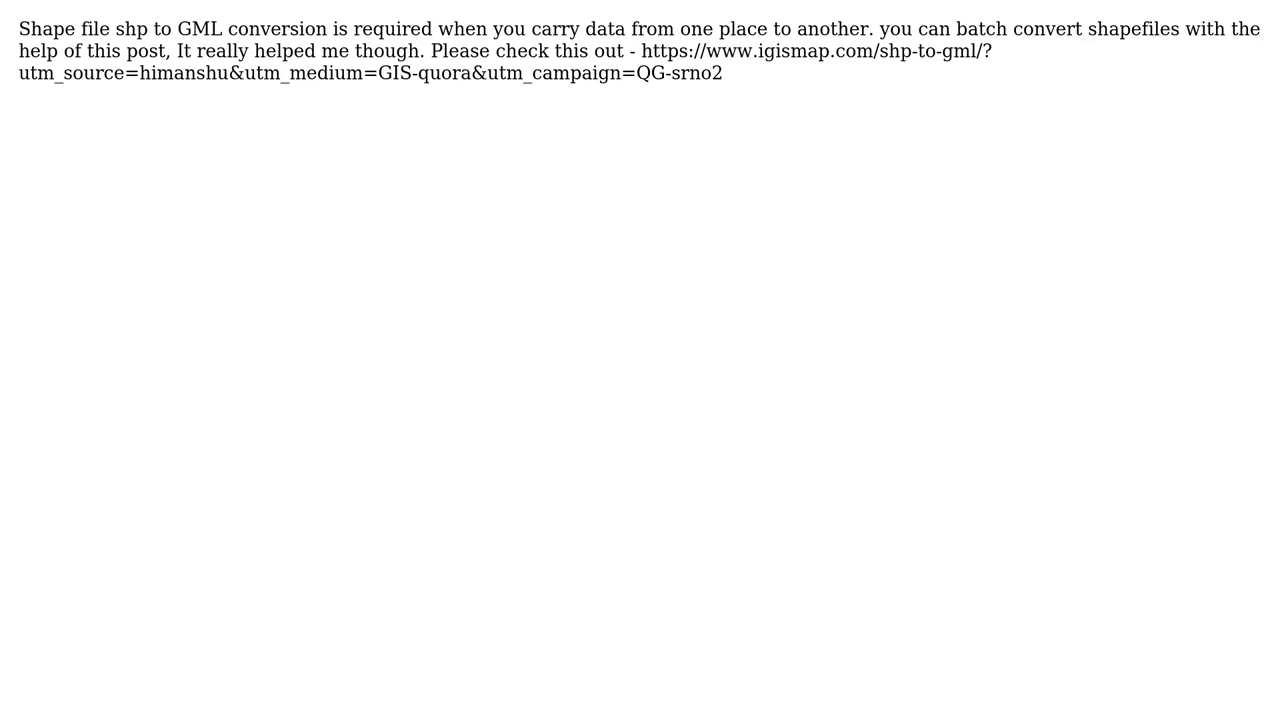 Shape file shp to GML conversion is required when you carry data from one place to another. you can batch convert shapefiles with the
help of this post, It really helped me though. Please check this out - https://www.igismap.com/shp-to-gml/?
utm_source=himanshu&utm_medium=GIS-quora&utm_campaign=QG-srno2